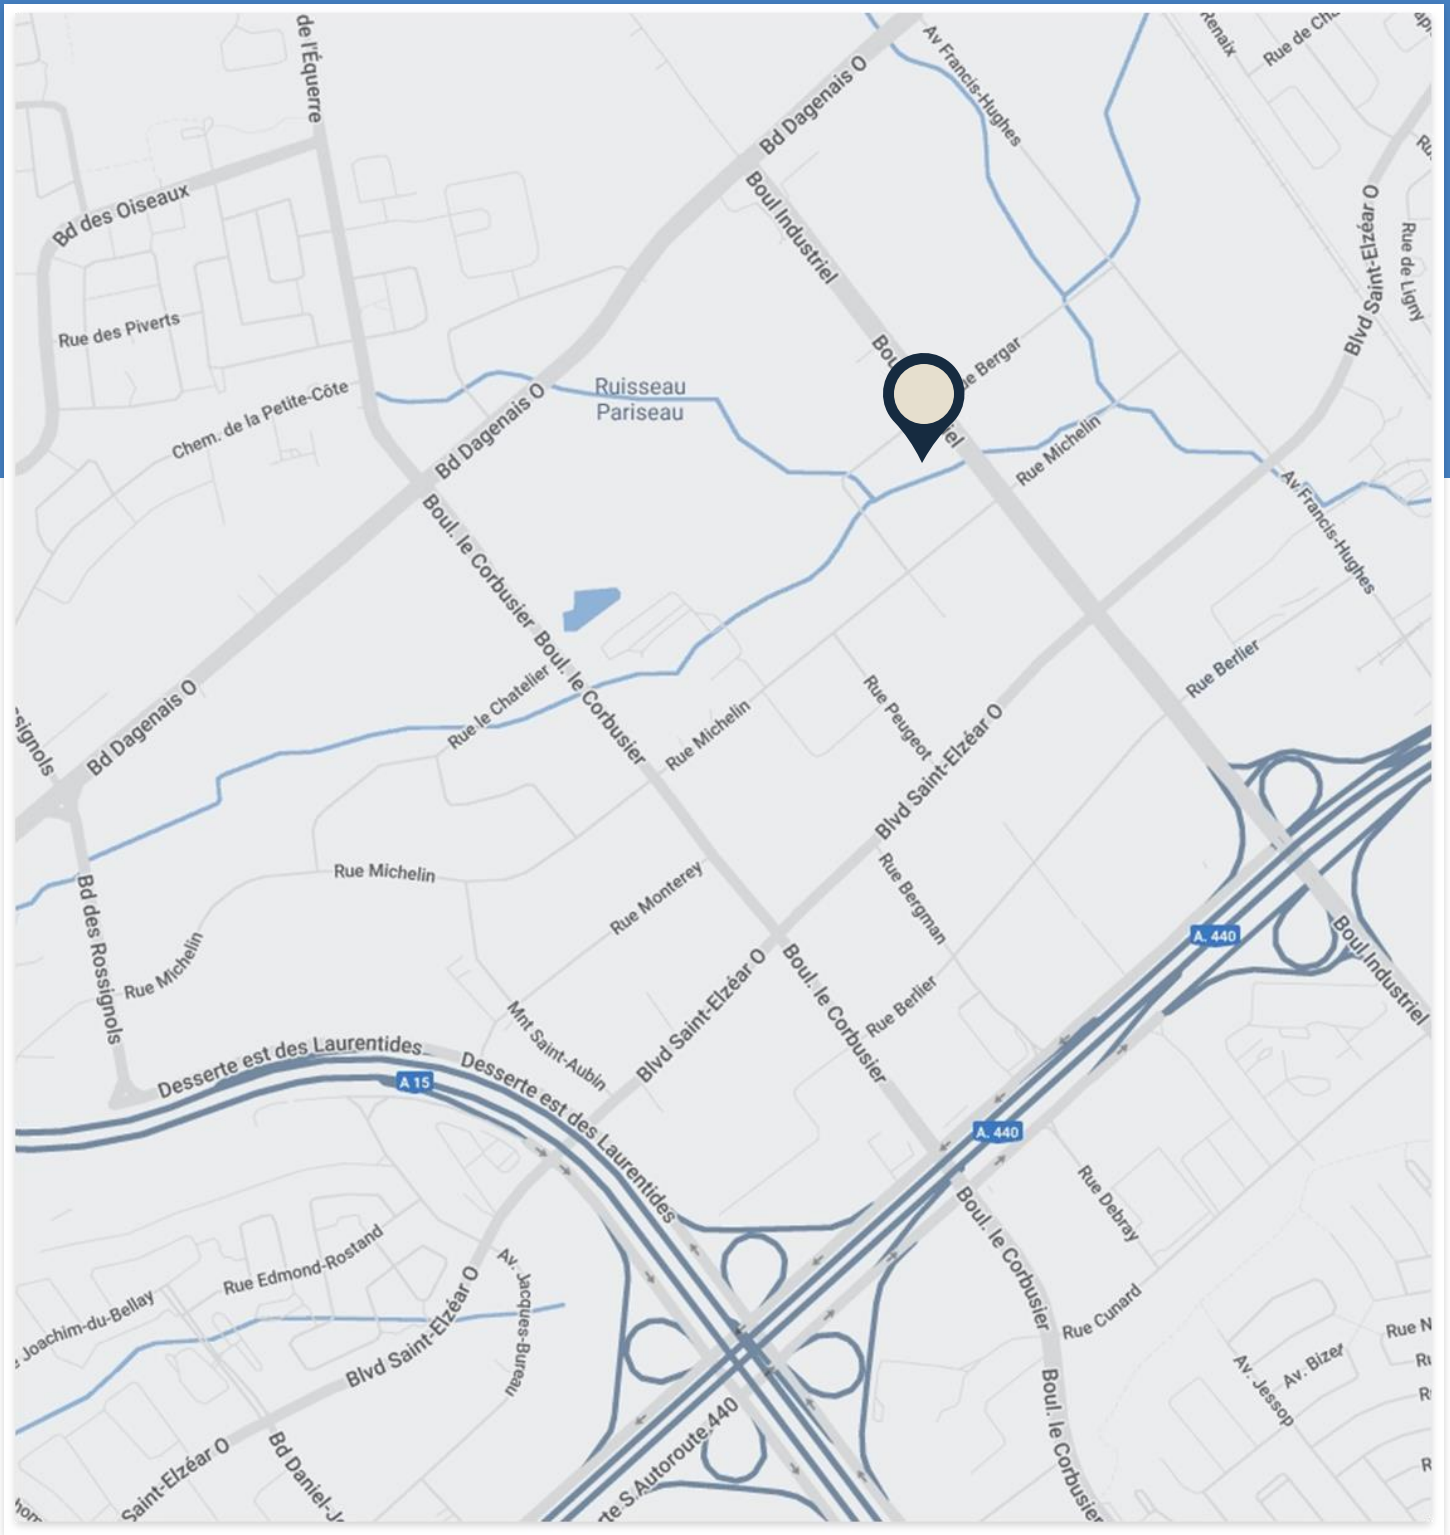 de l'Équerre
Av Francis-Hughes
Renaix
Bd Dagenais O
Boul Industriel
Bd des Oiseaux
Blvd Saint-Elzéar O
Rue de Ligny
Rue des Piverts
Rue Bergar
Chem. de la Petite-Côte
Ruisseau
Pariseau
Bd Dagenais O
Rue Michelin
Av Francis-Hughes
Boul. le Corbusier
Boul. le Corbusier
Rue Berlier
Rue le Chatelier
Bd Dagenais O
Rue Michelin
Rue Peugeot
Blvd Saint-Elzéar O
Rue Michelin
Rue Monterey
Rue Bergman
Bd des Rossignols
Rue Michelin
A. 440
Boul Industriel
Blvd Saint-Elzéar O
Boul. le Corbusier
Rue Berlier
Mnt Saint-Aubin
Desserte est des Laurentides
Desserte est des Laurentides
A 15
A. 440
Rue Debray
Boul. le Corbusier
Rue Edmond-Rostand
Av. Jacques-Bureau
Joachim-du-Bellay
Blvd Saint-Elzéar O
Rue Cunard
Av. Bizet
Av. Jessop
Boul. le Corbusier
S Autoroute 440
Saint-Elzéar O